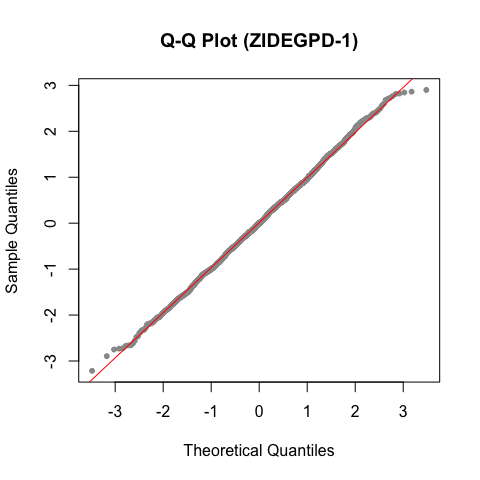 Q-Q Plot (ZIDEGPD-1)
Sample Quantiles
3
2
1
0
-1
-2
-3
-3 -2 -1 0 1 2 3
Theoretical Quantiles